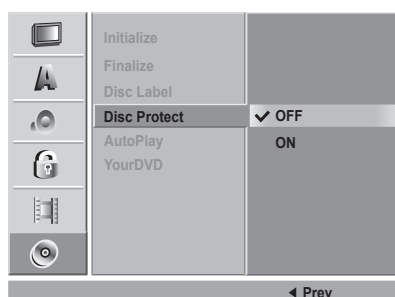 Initialize
Finalize
Disc Label
Disc Protect
AutoPlay
YourDVD
OFF
ON
Prev